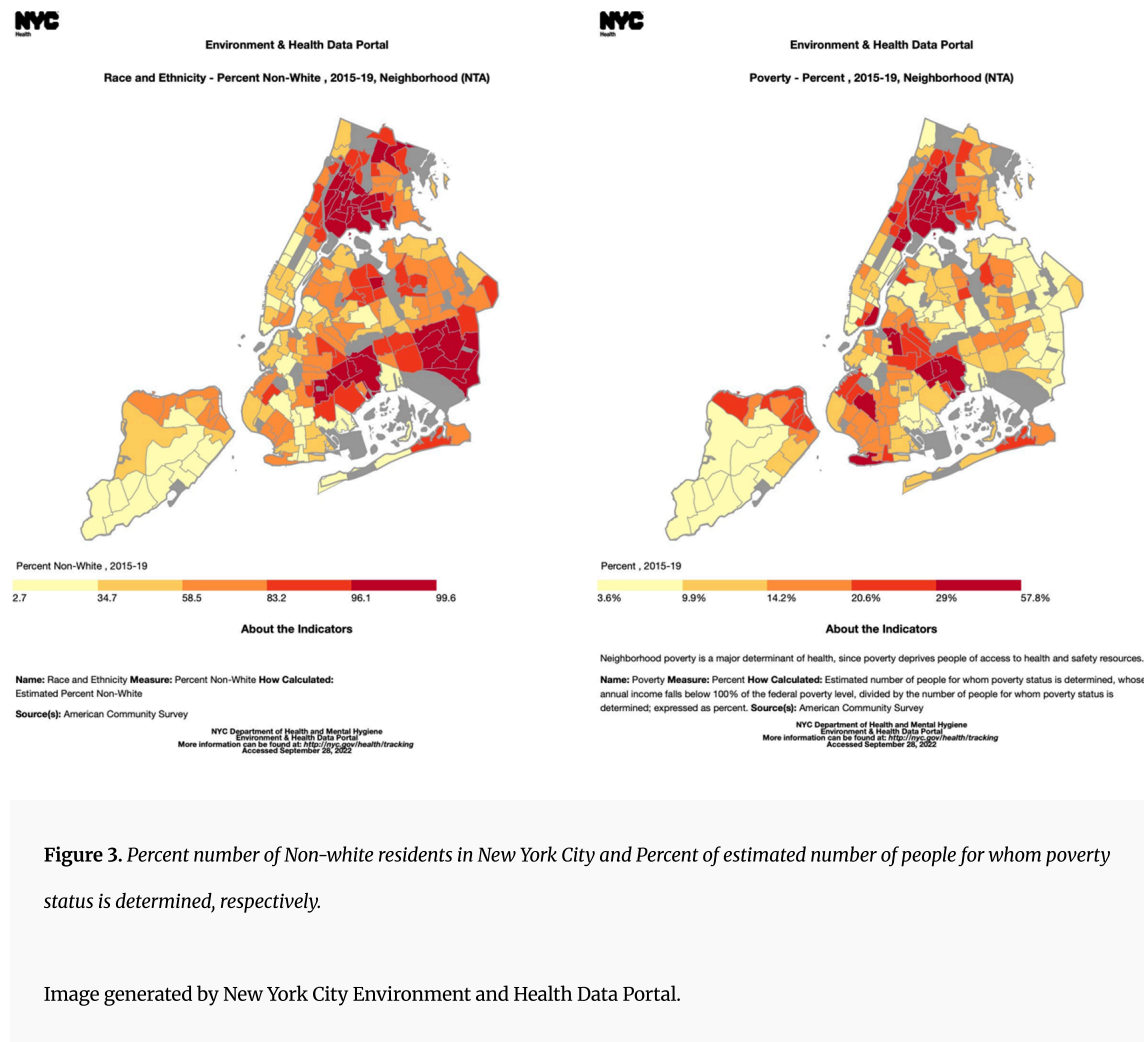 NYC
Health
Environment & Health Data Portal
Race and Ethnicity - Percent Non-White , 2015-19, Neighborhood (NTA)
Percent Non-White , 2015-19
2.7 34.7 58.5 83.2 96.1 99.6
About the Indicators
Name: Race and Ethnicity Measure: Percent Non-White How Calculated:
Estimated Percent Non-White
Source(s): American Community Survey
NYC Department of Health and Mental Hygiene
Environment & Health Data Portal
More information can be found at: http://nyc.gov/health/tracking
Accessed September 28, 2022
NYC
Health
Environment & Health Data Portal
Poverty - Percent , 2015-19, Neighborhood (NTA)
Percent , 2015-19
3.6% 9.9% 14.2% 20.6% 29% 57.8%
About the Indicators
Neighborhood poverty is a major determinant of health, since poverty deprives people of access to health and safety resources.
Name: Poverty Measure: Percent How Calculated: Estimated number of people for whom poverty status is determined, whose
annual income falls below 100% of the federal poverty level, divided by the number of people for whom poverty status is
determined; expressed as percent. Source(s): American Community Survey
NYC Department of Health and Mental Hygiene
Environment & Health Data Portal
More information can be found at: http://nyc.gov/health/tracking
Accessed September 28, 2022
Figure 3. Percent number of Non-white residents in New York City and Percent of estimated number of people for whom poverty
status is determined, respectively.
Image generated by New York City Environment and Health Data Portal.